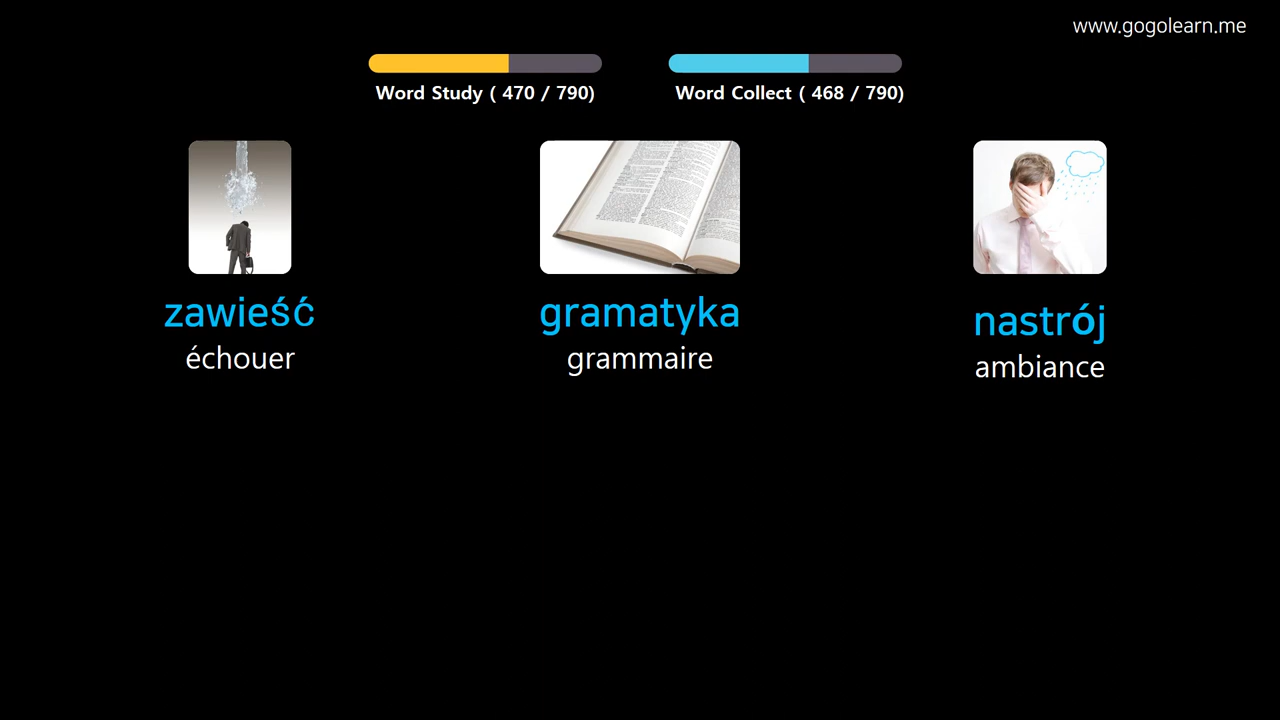 www.gogolearn.me
Word Study ( 470 / 790)
Word Collect ( 468 / 790)
zawieść
échouer
gramatyka
grammaire
nastrój
ambiance